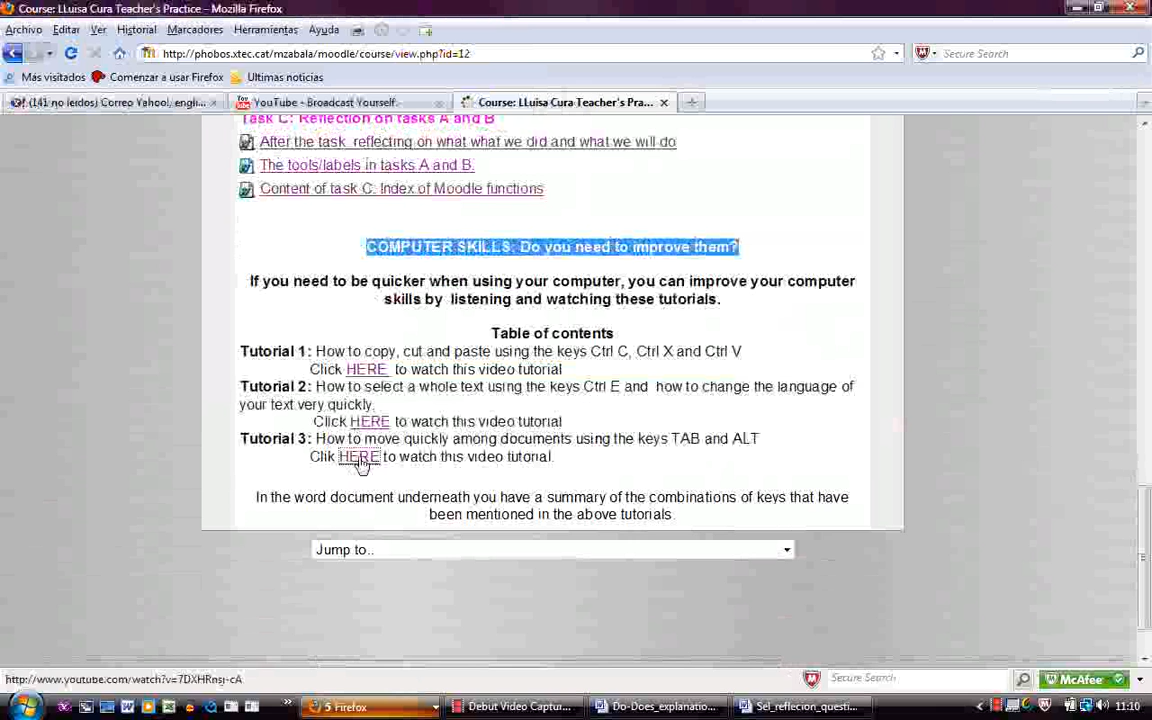 Course: LLuisa Cura Teacher's Practice - Mozilla Firefox
Archivo Editar Ver Historial Marcadores Herramientas Ayuda
http://phobos.xtec.cat/mzabala/moodle/course/view.php?id=12
Secure Search
Más visitados Comenzar a usar Firefox Últimas noticias
(141 no leídos) Correo Yahoo!, engli...
YouTube - Broadcast Yourself.
Course: LLuisa Cura Teacher's Pra...
Task C: Reflection on tasks A and B
After the task reflecting on what what we did and what we will do
The tools/labels in tasks A and B.
Content of task C: Index of Moodle functions
COMPUTER SKILLS: Do you need to improve them?
If you need to be quicker when using your computer, you can improve your computer
skills by listening and watching these tutorials.
Table of contents
Tutorial 1: How to copy, cut and paste using the keys Ctrl C, Ctrl X and Ctrl V
Click HERE to watch this video tutorial
Tutorial 2: How to select a whole text using the keys Ctrl E and how to change the language of
your text very quickly.
Click HERE to watch this video tutorial
Tutorial 3: How to move quickly among documents using the keys TAB and ALT
Clik HERE to watch this video tutorial.
In the word document underneath you have a summary of the combinations of keys that have
been mentioned in the above tutorials.
Jump to..
http://www.youtube.com/watch?v=7DXHRnsj-cA
Secure Search
McAfee
5 Firefox
Debut Video Captur...
Do-Does_explanatio...
Sel_reflecion_questi...
11:10